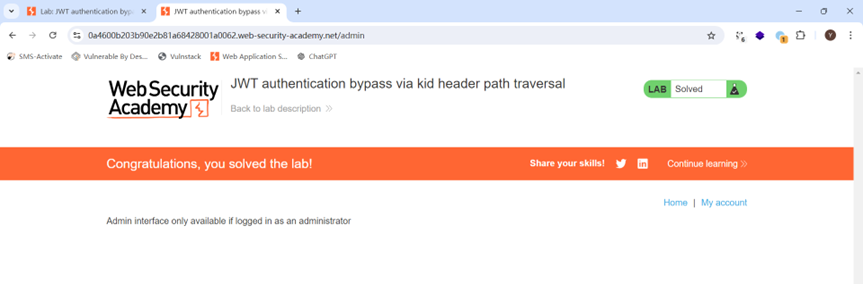 Lab: JWT authentication byp
JWT authentication bypass v
0a4600b203b90e2b81a68428001a0062.web-security-academy.net/admin
6
1
Y
SMS-Activate
Vulnerable By Des...
Vulnstack
Web Application S...
ChatGPT
WebSecurity
Academy
JWT authentication bypass via kid header path traversal
Back to lab description
LAB Solved
Congratulations, you solved the lab!
Share your skills!
Continue learning
Home | My account
Admin interface only available if logged in as an administrator